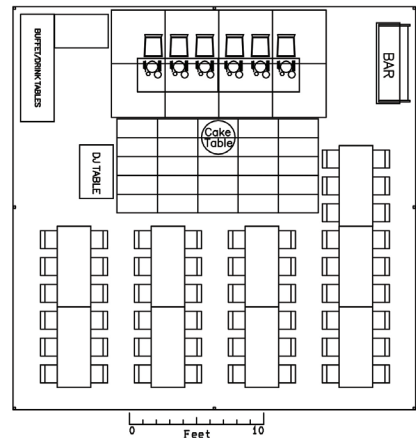 BUFFET/DRINK TABLES
BAR
Cake
Table
DJ TABLE
0 10
Feet